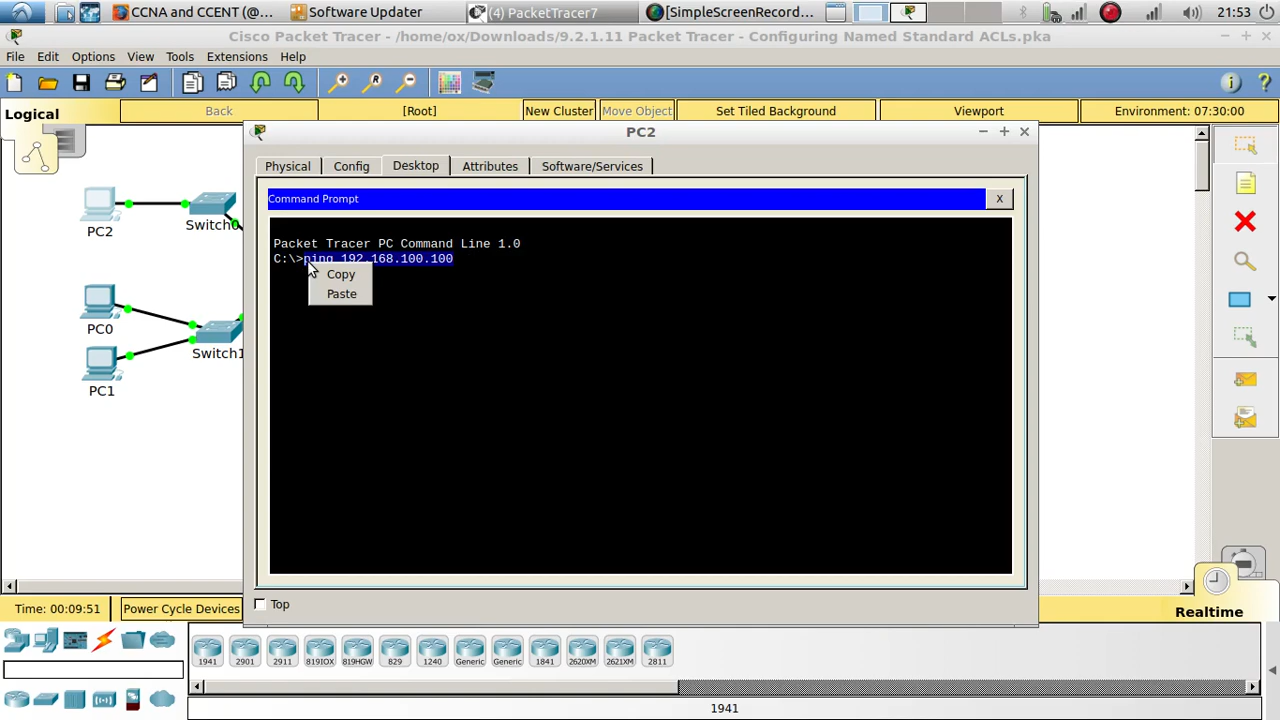 CCNA and CCENT (@...
Software Updater
(4) PacketTracer7
[SimpleScreenRecord...
21:53
Cisco Packet Tracer - /home/ox/Downloads/9.2.1.11 Packet Tracer - Configuring Named Standard ACLs.pka
File Edit Options View Tools Extensions Help
Logical
Back
[Root]
New Cluster
Move Object
Set Tiled Background
Viewport
Environment: 07:30:00
PC2
Physical
Config
Desktop
Attributes
Software/Services
Command Prompt
X
Packet Tracer PC Command Line 1.0
C:\>ping 192.168.100.100
Copy
Paste
PC2
Switch0
PC0
Switch1
PC1
Top
Time: 00:09:51
Power Cycle Devices
Realtime
1941
2901
2911
819IOX
819HGW
829
1240
Generic
Generic
1841
2620XM
2621XM
2811
1941